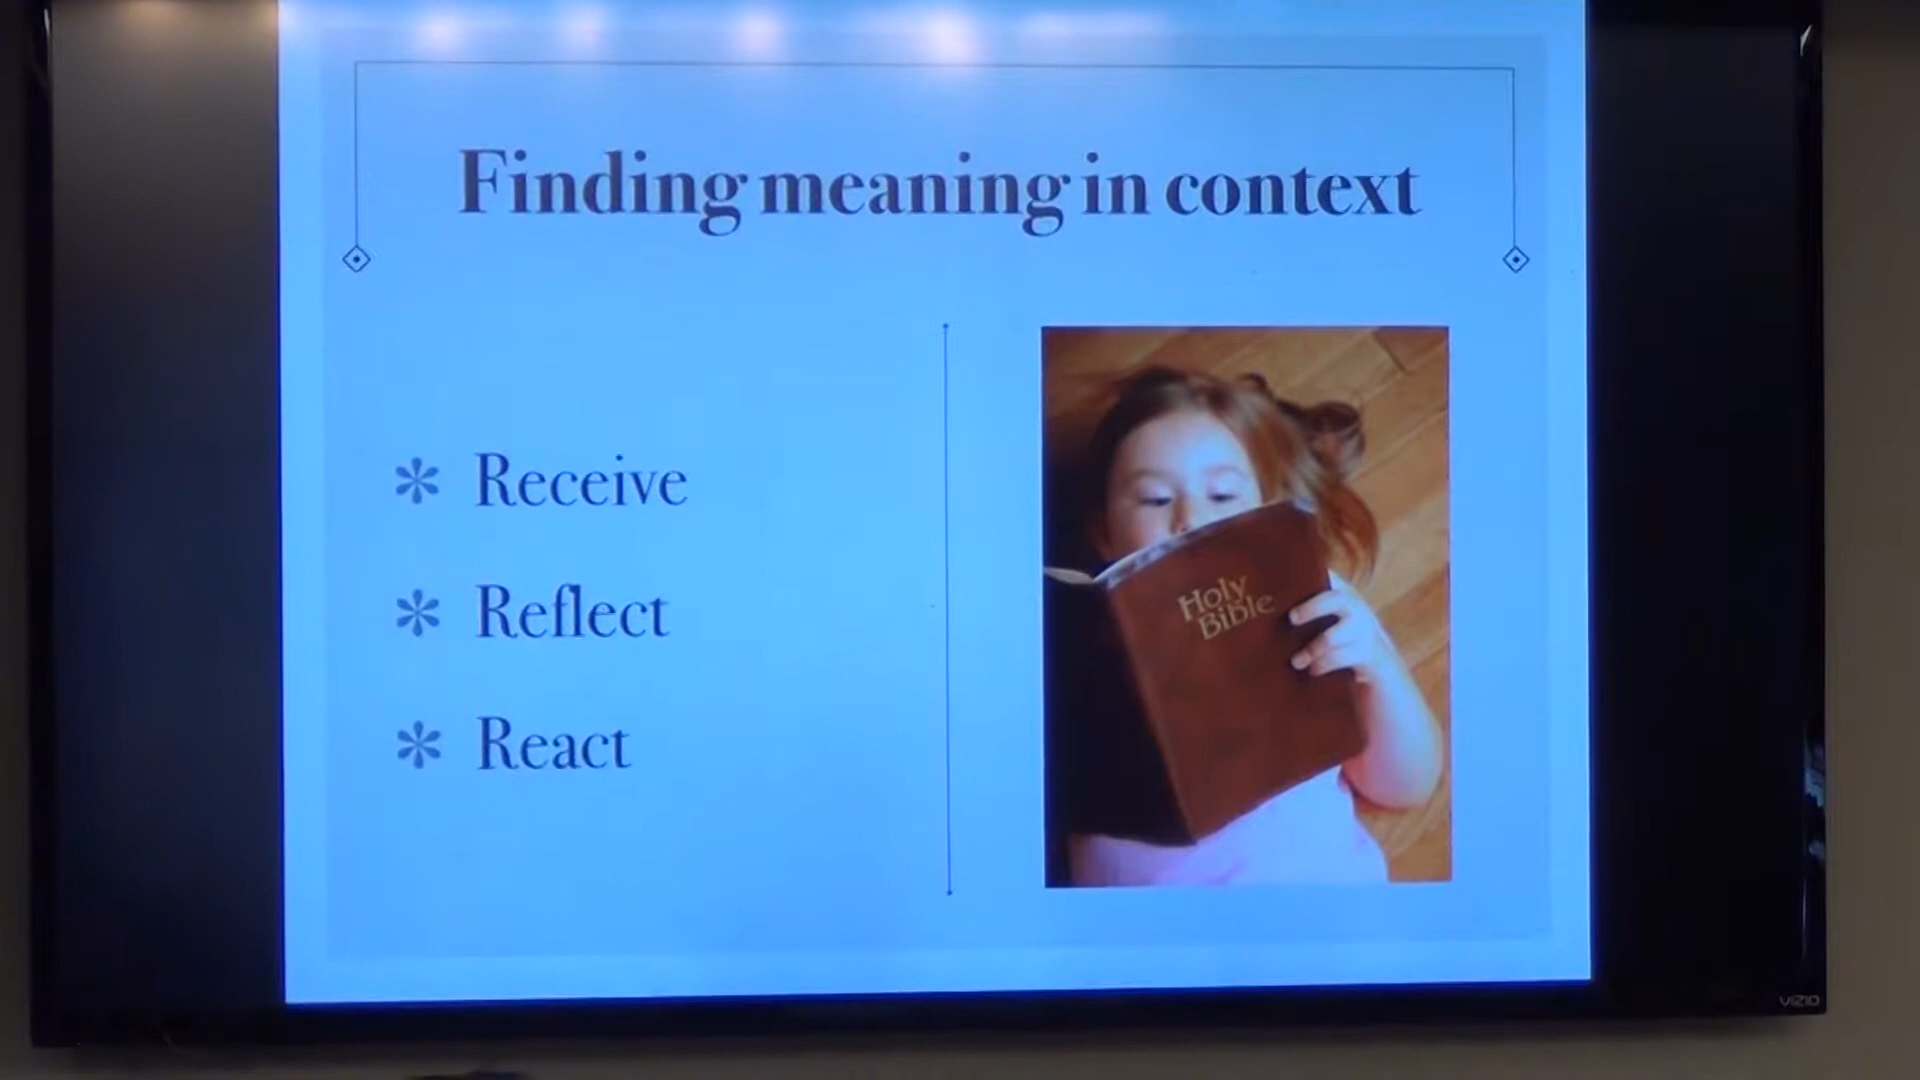 Finding meaning in context
Receive
Reflect
React
Holy
Bible
VIZIO